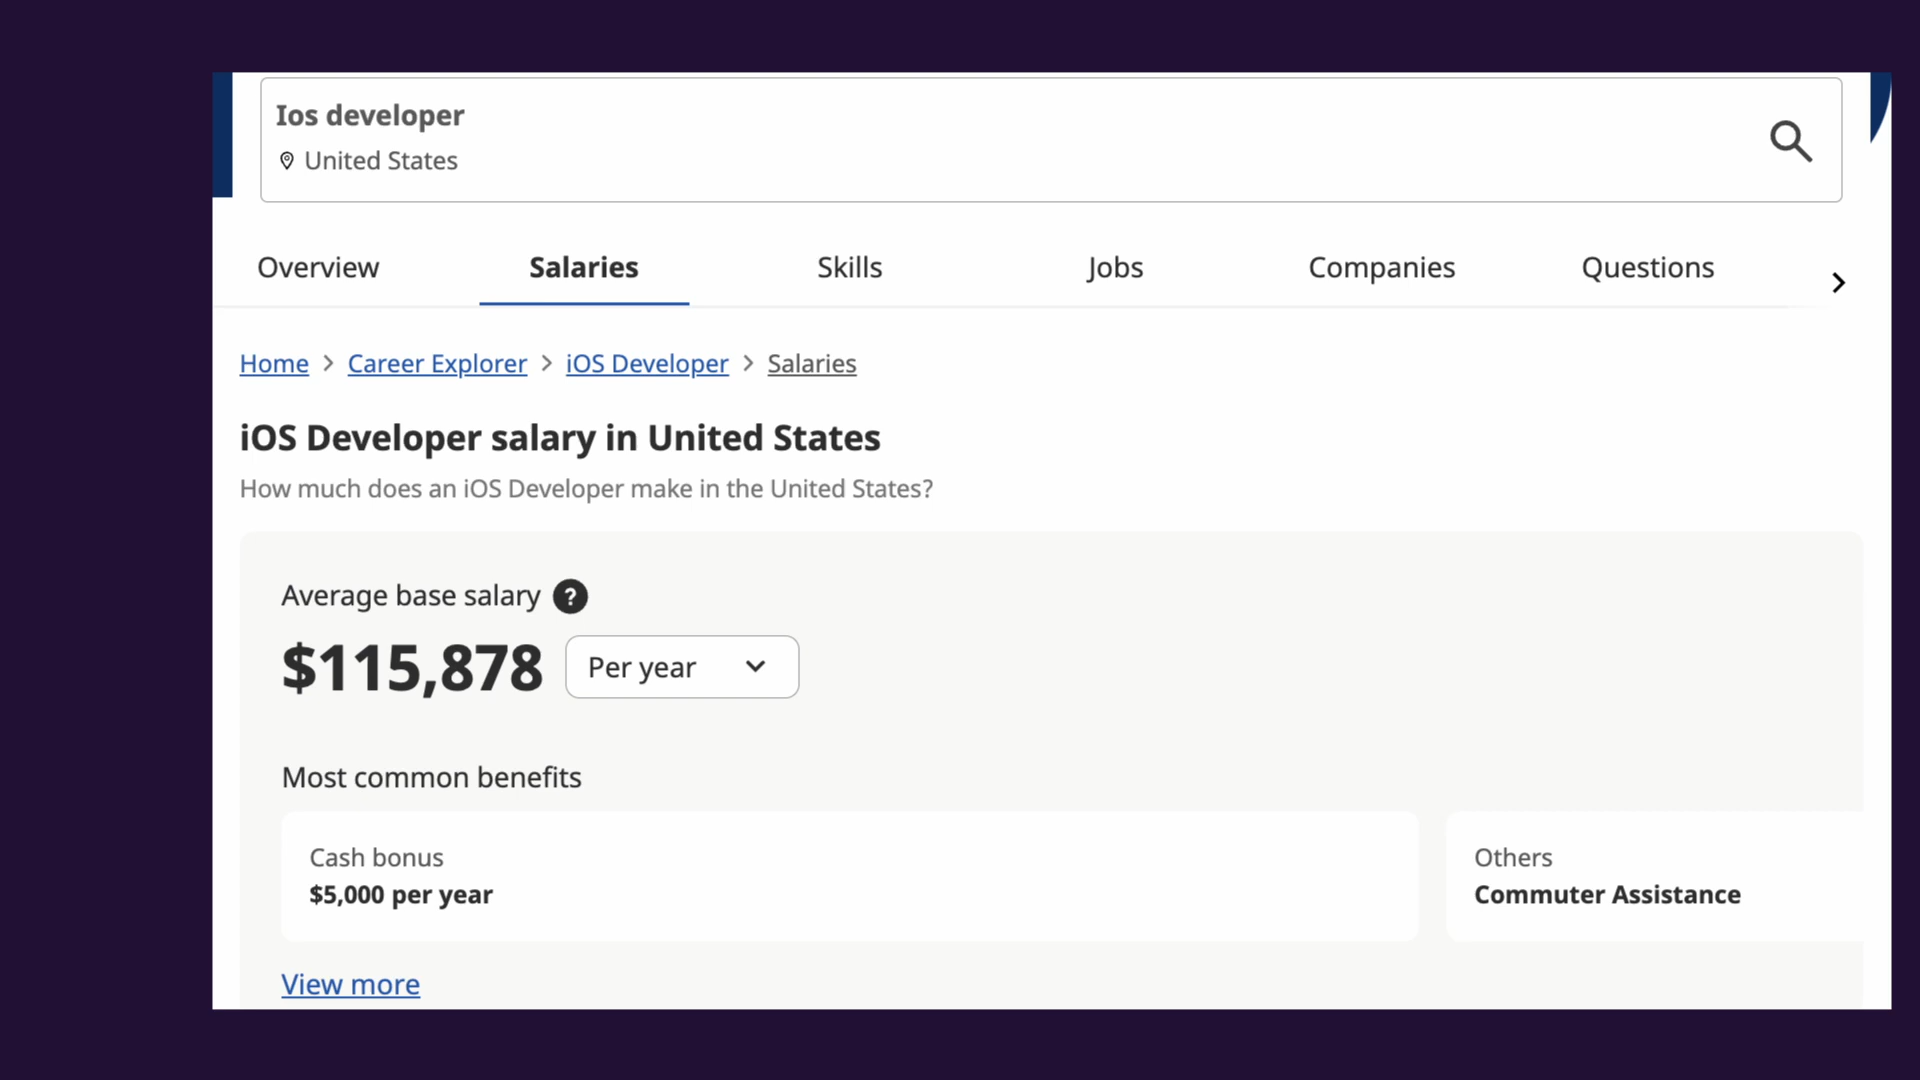 Ios developer
United States
Overview Salaries Skills Jobs Companies Questions
Home > Career Explorer > iOS Developer > Salaries
iOS Developer salary in United States
How much does an iOS Developer make in the United States?
Average base salary ?
$115,878 Per year
Most common benefits
Cash bonus
$5,000 per year
Others
Commuter Assistance
View more